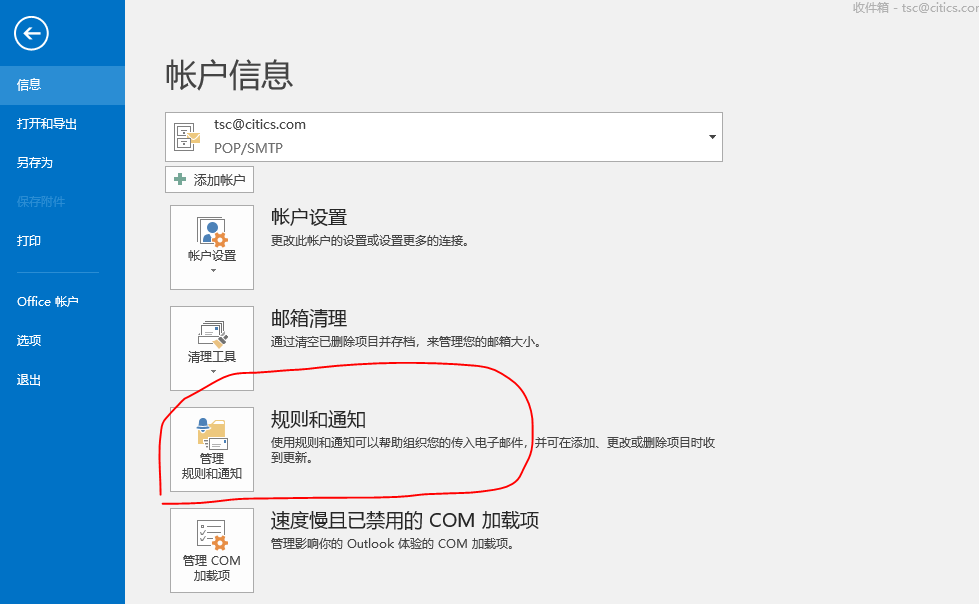 收件箱 - tsc@citics.com
信息
打开和导出
另存为
保存附件
打印
Office 帐户
选项
退出
帐户信息
tsc@citics.com
POP/SMTP
添加帐户
帐户设置
帐户设置
更改此帐户的设置或设置更多的连接。
清理工具
邮箱清理
通过清空已删除项目并存档，来管理您的邮箱大小。
管理
规则和通知
规则和通知
使用规则和通知可以帮助组织您的传入电子邮件，并可在添加、更改或删除项目时收
到更新。
管理 COM
加载项
速度慢且已禁用的 COM 加载项
管理影响你的 Outlook 体验的 COM 加载项。